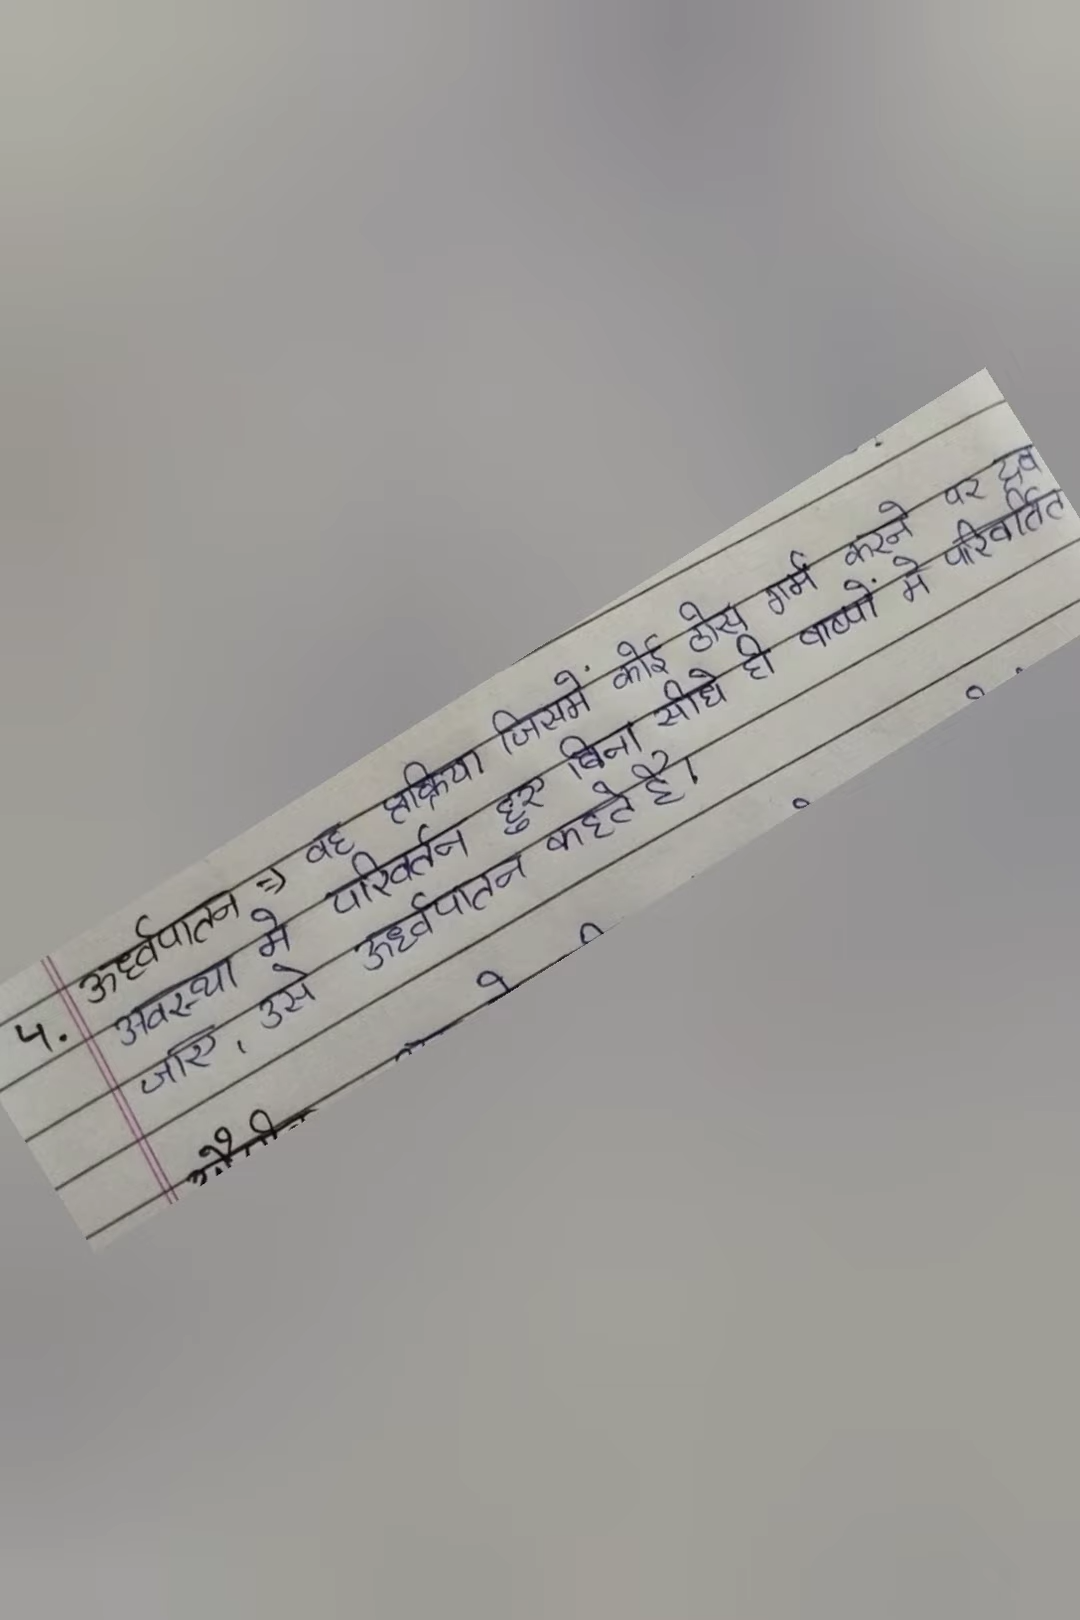 4. ऊर्ध्वपातन => वह प्रक्रिया जिसमें कोई ठोस गर्म करने पर द्रव
अवस्था मे परिवर्तन हुए बिना सीधे ही वाष्पों मे परिवर्तित
जाए, उसे ऊर्ध्वपातन कहते है।